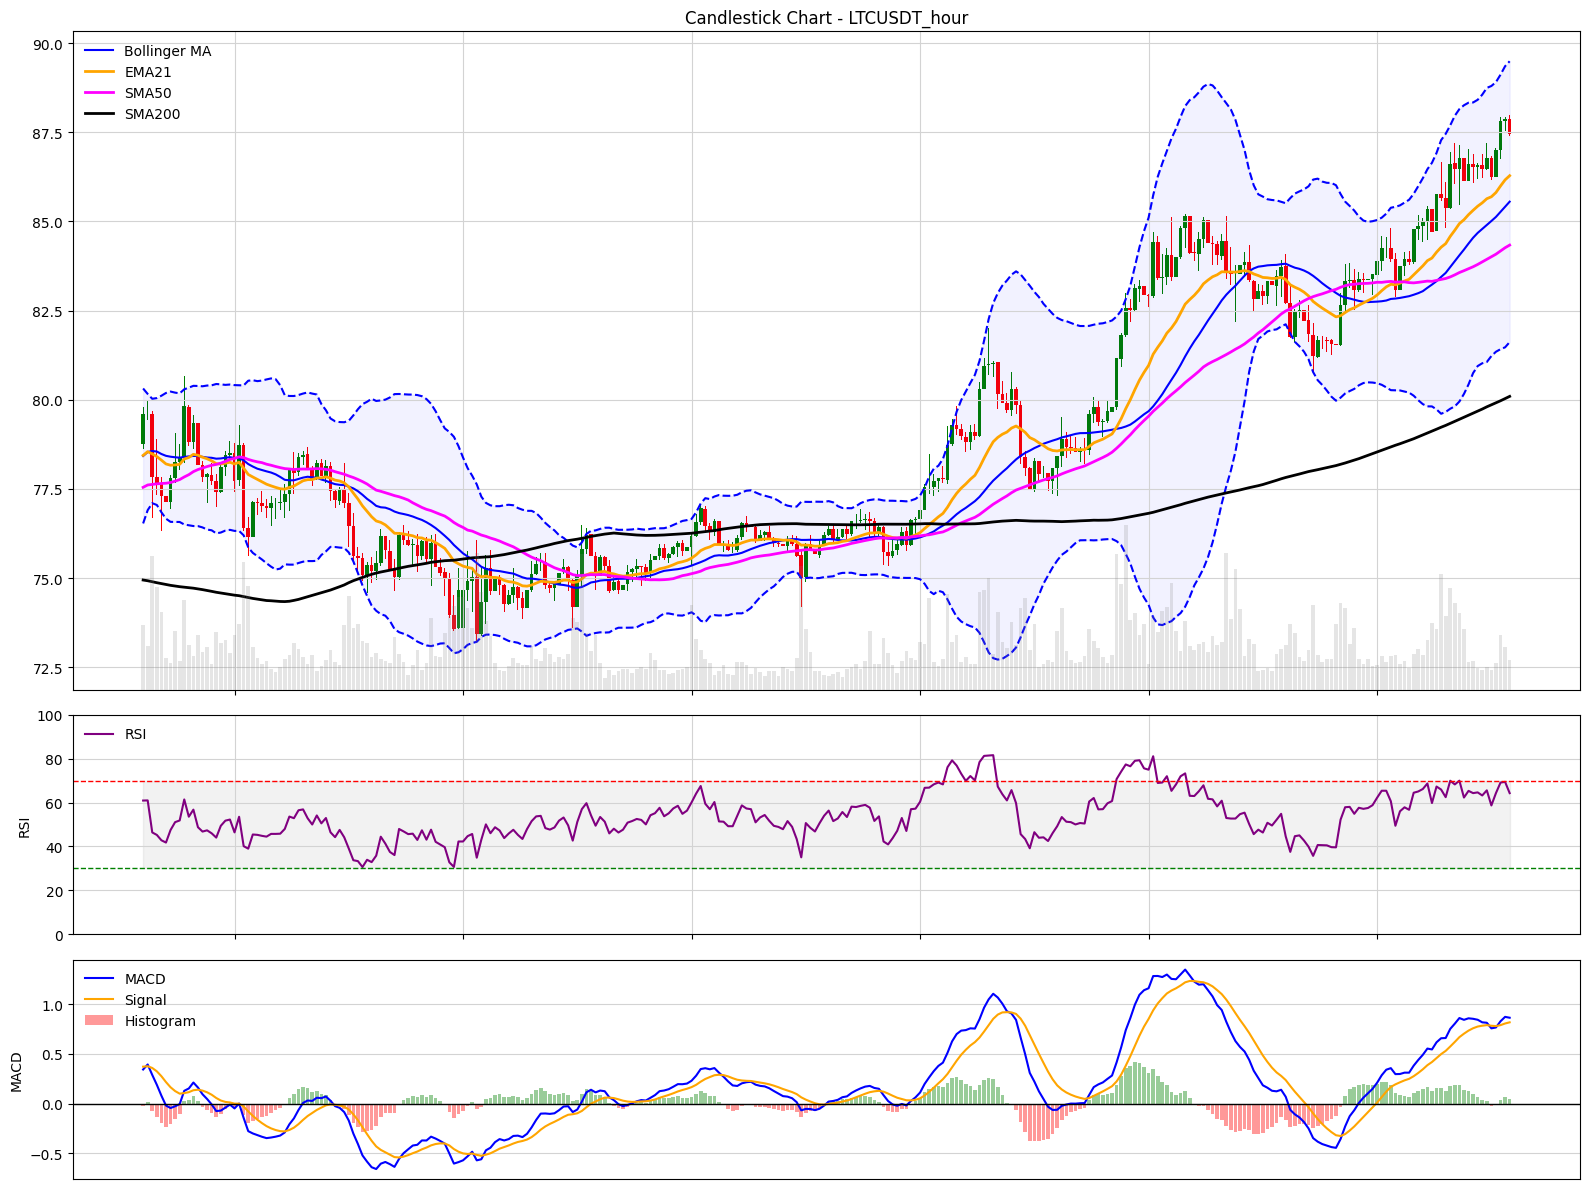 Candlestick Chart - LTCUSDT_hour
Bollinger MA
EMA21
SMA50
SMA200
90.0
87.5
85.0
82.5
80.0
77.5
75.0
72.5
RSI
100
80
60
40
20
0
RSI
MACD
Signal
Histogram
1.0
0.5
0.0
−0.5
MACD